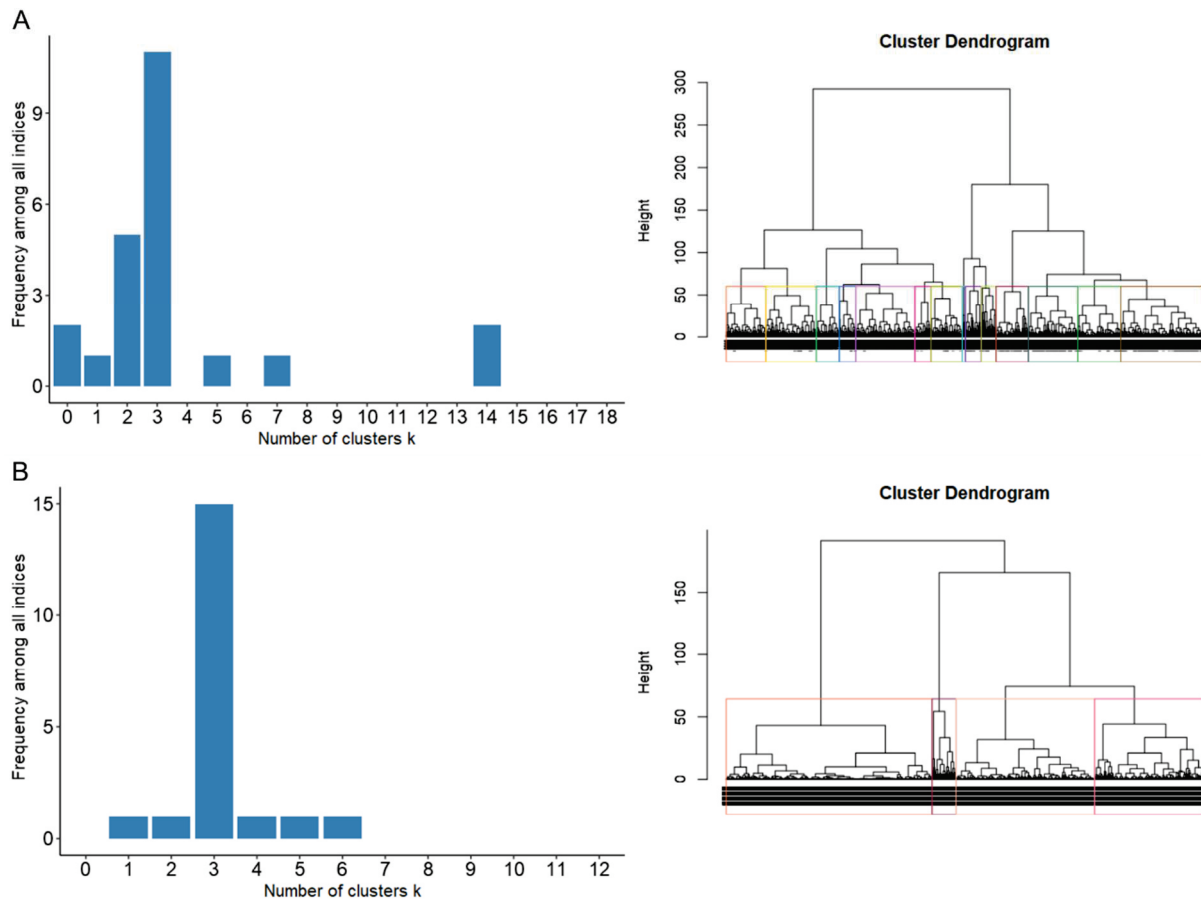 A
Frequency among all indices
9
6
3
0
0 1 2 3 4 5 6 7 8 9 10 11 12 13 14 15 16 17 18
Number of clusters k
Cluster Dendrogram
Height
300
250
200
150
100
50
0
B
Frequency among all indices
15
10
5
0
0 1 2 3 4 5 6 7 8 9 10 11 12
Number of clusters k
Cluster Dendrogram
Height
150
100
50
0